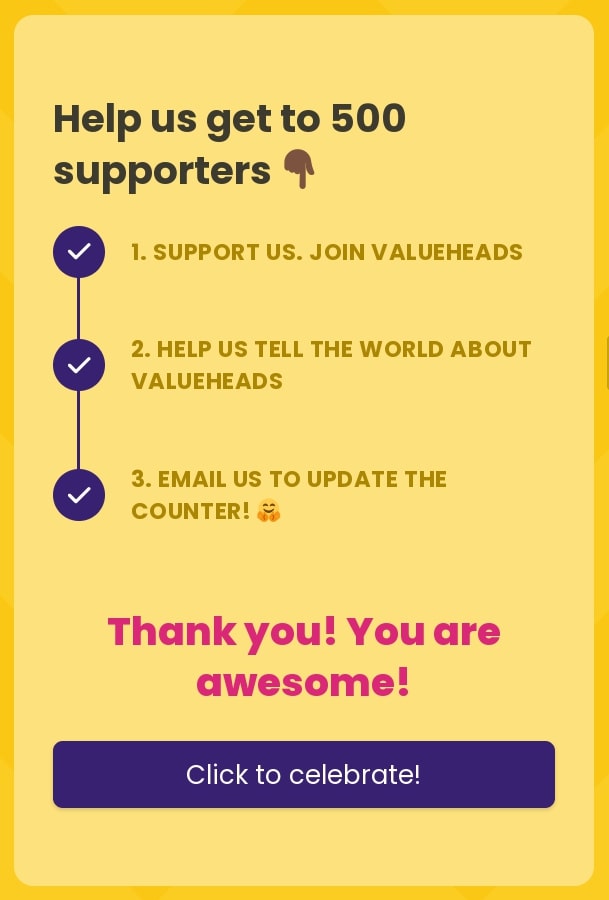 Help us get to 500
supporters 👇🏾
1. SUPPORT US. JOIN VALUEHEADS
2. HELP US TELL THE WORLD ABOUT
VALUEHEADS
3. EMAIL US TO UPDATE THE
COUNTER! 🤗
Thank you! You are
awesome!
Click to celebrate!